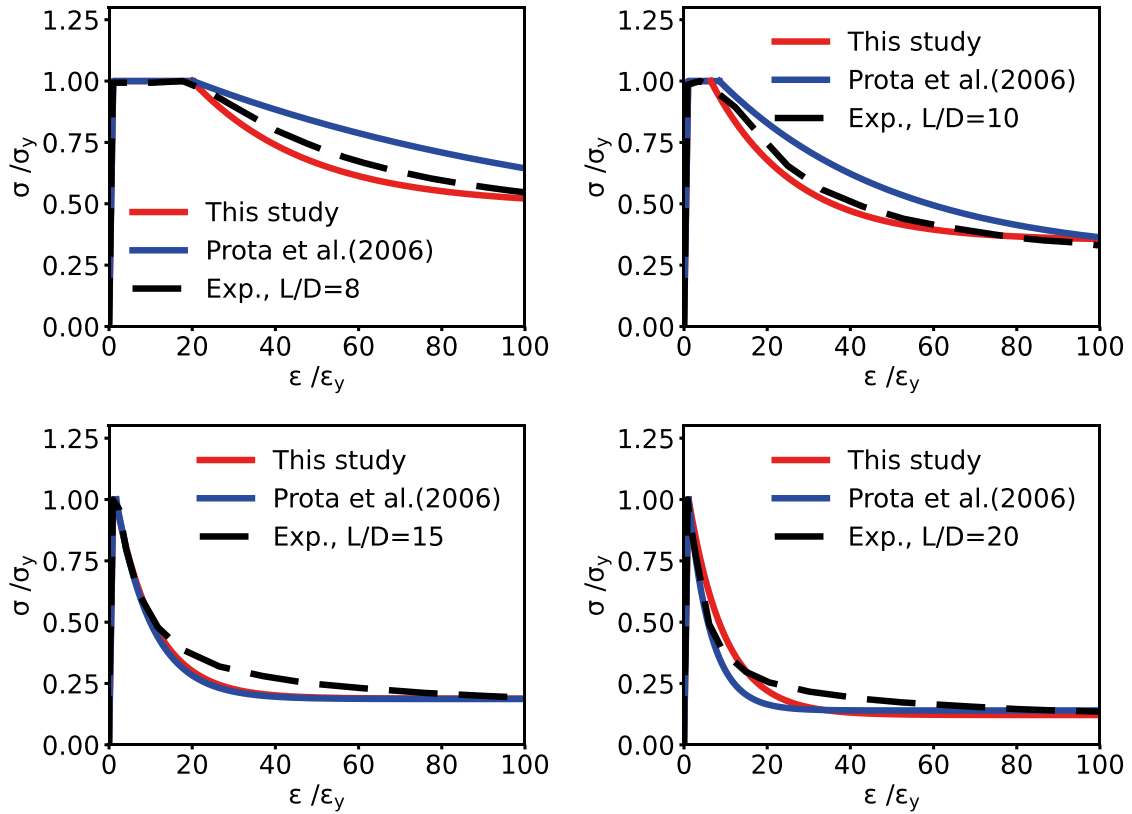 1.25
1.00
0.75
0.50
0.25
0.00
σ /σy
This study
Prota et al.(2006)
Exp., L/D=8
0 20 40 60 80 100
ε /εy
1.25
1.00
0.75
0.50
0.25
0.00
σ /σy
This study
Prota et al.(2006)
Exp., L/D=10
0 20 40 60 80 100
ε /εy
1.25
1.00
0.75
0.50
0.25
0.00
σ /σy
This study
Prota et al.(2006)
Exp., L/D=15
0 20 40 60 80 100
ε /εy
1.25
1.00
0.75
0.50
0.25
0.00
σ /σy
This study
Prota et al.(2006)
Exp., L/D=20
0 20 40 60 80 100
ε /εy